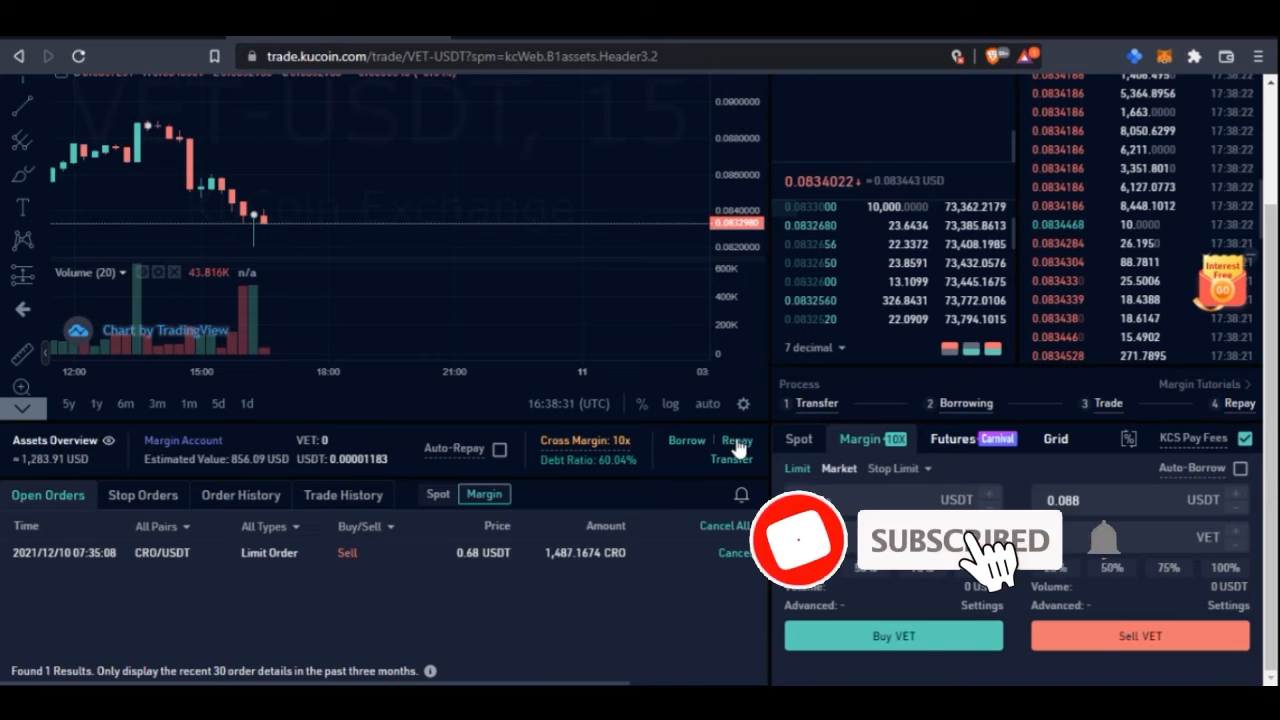 trade.kucoin.com/trade/VET-USDT?spm=kcWeb.B1assets.Header3.2
VET-USDT, 15
0.0900000
0.0880000
0.0860000
0.0840000
0.0832980
0.0820000
Volume (20) 43.816K n/a
600K
400K
200K
0
Chart by TradingView
12:00 15:00 18:00 21:00 11 03:
5y 1y 6m 3m 1m 5d 1d 16:38:31 (UTC) % log auto
0.0834022↓ ≈0.083443 USD
0.0833000 10,000.0000 73,362.2179
0.0832680 23.6434 73,385.8613
0.0832656 22.3372 73,408.1985
0.0832630 23.8591 73,432.0576
0.0832600 13.1099 73,445.1675
0.0832560 326.8431 73,772.0106
0.0832520 22.0909 73,794.1015
7 decimal
0.0834186 5,364.8956 17:38:22
0.0834186 1,663.0000 17:38:22
0.0834186 8,050.6299 17:38:22
0.0834186 6,211.0000 17:38:22
0.0834186 3,351.8010 17:38:22
0.0834186 6,127.0773 17:38:22
0.0834186 8,448.1012 17:38:22
0.0834468 10.0000 17:38:22
0.0834284 26.1950 17:38:21
0.0834304 88.7811
0.0834330 25.5006
0.0834339 18.4388
0.0834380 18.6147 17:38:21
0.0834460 15.4902 17:38:21
0.0834528 271.7895 17:38:21
Interest
Free
GO
Process Margin Tutorials
1 Transfer 2 Borrowing 3 Trade 4 Repay
Assets Overview Margin Account VET: 0 Auto-Repay Cross Margin: 10x Borrow Repay
≈ 1,283.91 USD Estimated Value: 856.09 USD USDT: 0.00001183 Debt Ratio: 60.04% Transfer
Open Orders Stop Orders Order History Trade History Spot Margin
Time All Pairs All Types Buy/Sell Price Amount Cancel All
2021/12/10 07:35:08 CRO/USDT Limit Order Sell 0.68 USDT 1,487.1674 CRO Cancel
Found 1 Results. Only display the recent 30 order details in the past three months.
Spot Margin 10X Futures Carnival Grid KCS Pay Fees
Limit Market Stop Limit Auto-Borrow
USDT 0.088 USDT
VET
SUBSCRIBED
50% 75% 100%
Volume: 0 USDT Volume: 0 USDT
Advanced: - Settings Advanced: - Settings
Buy VET Sell VET